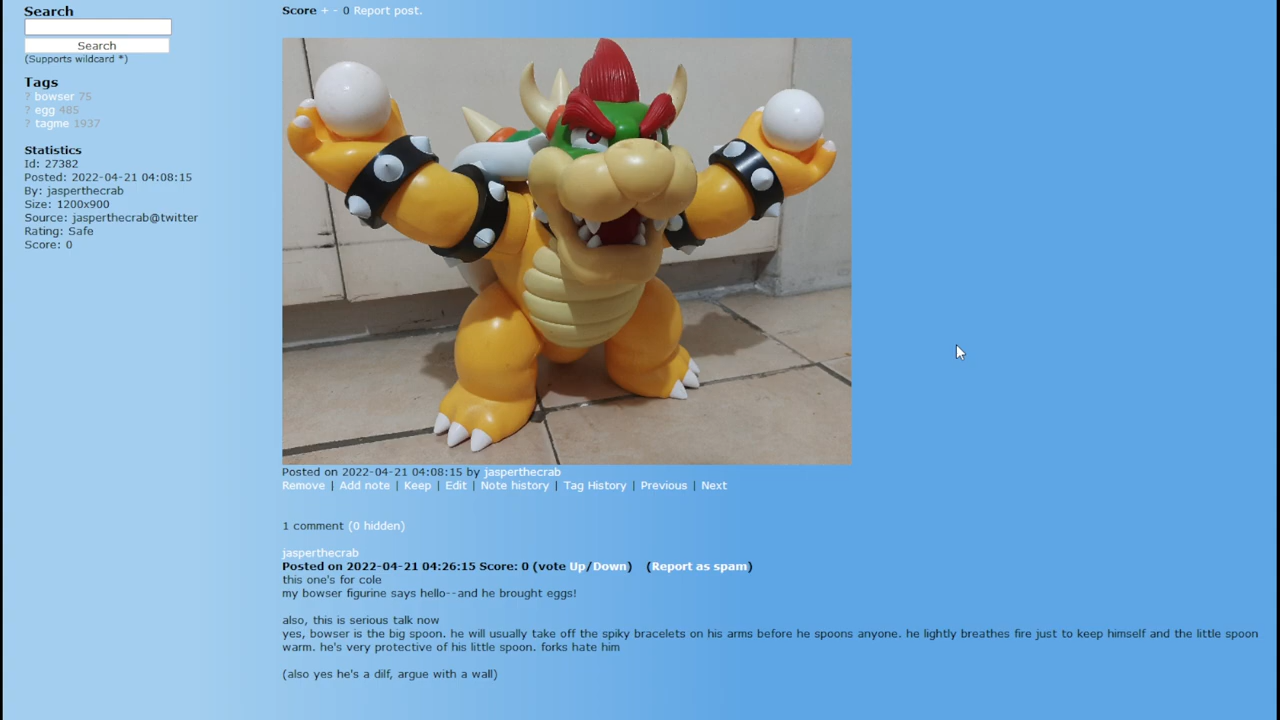 Search
Search
(Supports wildcard *)
Tags
? bowser 75
? egg 485
? tagme 1937
Statistics
Id: 27382
Posted: 2022-04-21 04:08:15
By: jasperthecrab
Size: 1200x900
Source: jasperthecrab@twitter
Rating: Safe
Score: 0
Score + - 0 Report post.
Posted on 2022-04-21 04:08:15 by jasperthecrab
Remove | Add note | Keep | Edit | Note history | Tag History | Previous | Next
1 comment (0 hidden)
jasperthecrab
Posted on 2022-04-21 04:26:15 Score: 0 (vote Up/Down) (Report as spam)
this one's for cole
my bowser figurine says hello--and he brought eggs!
also, this is serious talk now
yes, bowser is the big spoon. he will usually take off the spiky bracelets on his arms before he spoons anyone. he lightly breathes fire just to keep himself and the little spoon
warm. he's very protective of his little spoon. forks hate him
(also yes he's a dilf, argue with a wall)